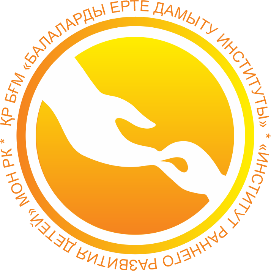 ҚР БҒМ «БАЛАЛАРДЫ ЕРТЕ ДАМЫТУ ИНСТИТУТЫ» *
«ИНСТИТУТ РАННЕГО РАЗВИТИЯ ДЕТЕЙ» МОН РК *